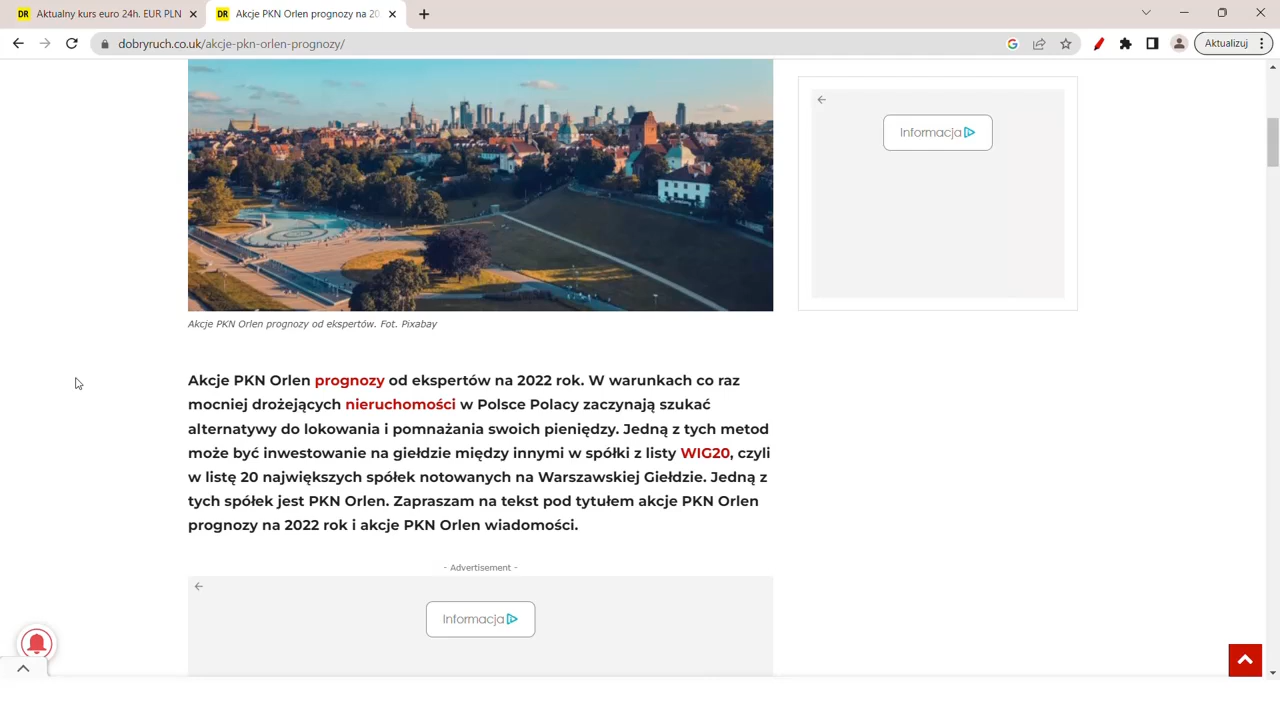 DR Aktualny kurs euro 24h. EUR PLN
DR Akcje PKN Orlen prognozy na 20
dobryruch.co.uk/akcje-pkn-orlen-prognozy/
Aktualizuj
Informacja
Akcje PKN Orlen prognozy od ekspertów. Fot. Pixabay
Akcje PKN Orlen prognozy od ekspertów na 2022 rok. W warunkach co raz
mocniej drożejących nieruchomości w Polsce Polacy zaczynają szukać
alternatywy do lokowania i pomnażania swoich pieniędzy. Jedną z tych metod
może być inwestowanie na giełdzie między innymi w spółki z listy WIG20, czyli
w listę 20 największych spółek notowanych na Warszawskiej Giełdzie. Jedną z
tych spółek jest PKN Orlen. Zapraszam na tekst pod tytułem akcje PKN Orlen
prognozy na 2022 rok i akcje PKN Orlen wiadomości.
- Advertisement -
Informacja